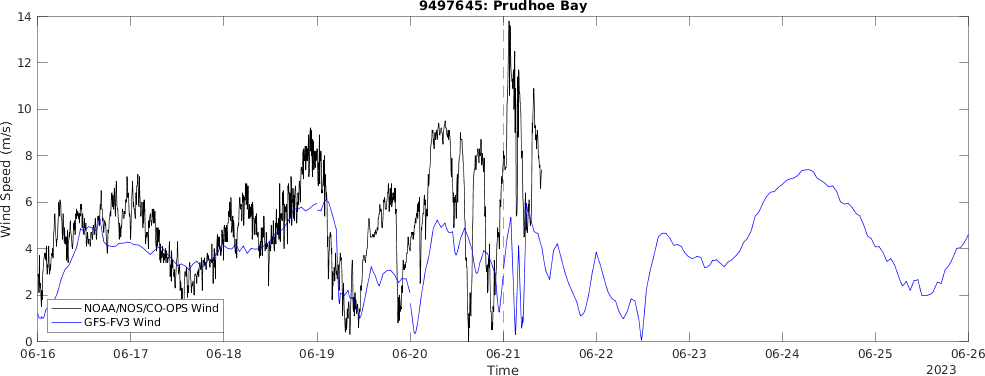 9497645: Prudhoe Bay
14
12
10
8
6
4
2
0
Wind Speed (m/s)
NOAA/NOS/CO-OPS Wind
GFS-FV3 Wind
06-16 06-17 06-18 06-19 06-20 06-21 06-22 06-23 06-24 06-25 06-26
Time
2023